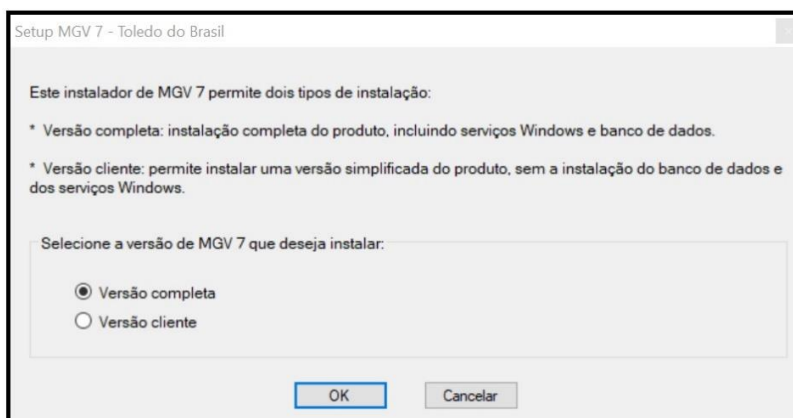 Setup MGV 7 - Toledo do Brasil
Este instalador de MGV 7 permite dois tipos de instalação:
* Versão completa: instalação completa do produto, incluindo serviços Windows e banco de dados.
* Versão cliente: permite instalar uma versão simplificada do produto, sem a instalação do banco de dados e
dos serviços Windows.
Selecione a versão de MGV 7 que deseja instalar:
Versão completa
Versão cliente
OK
Cancelar